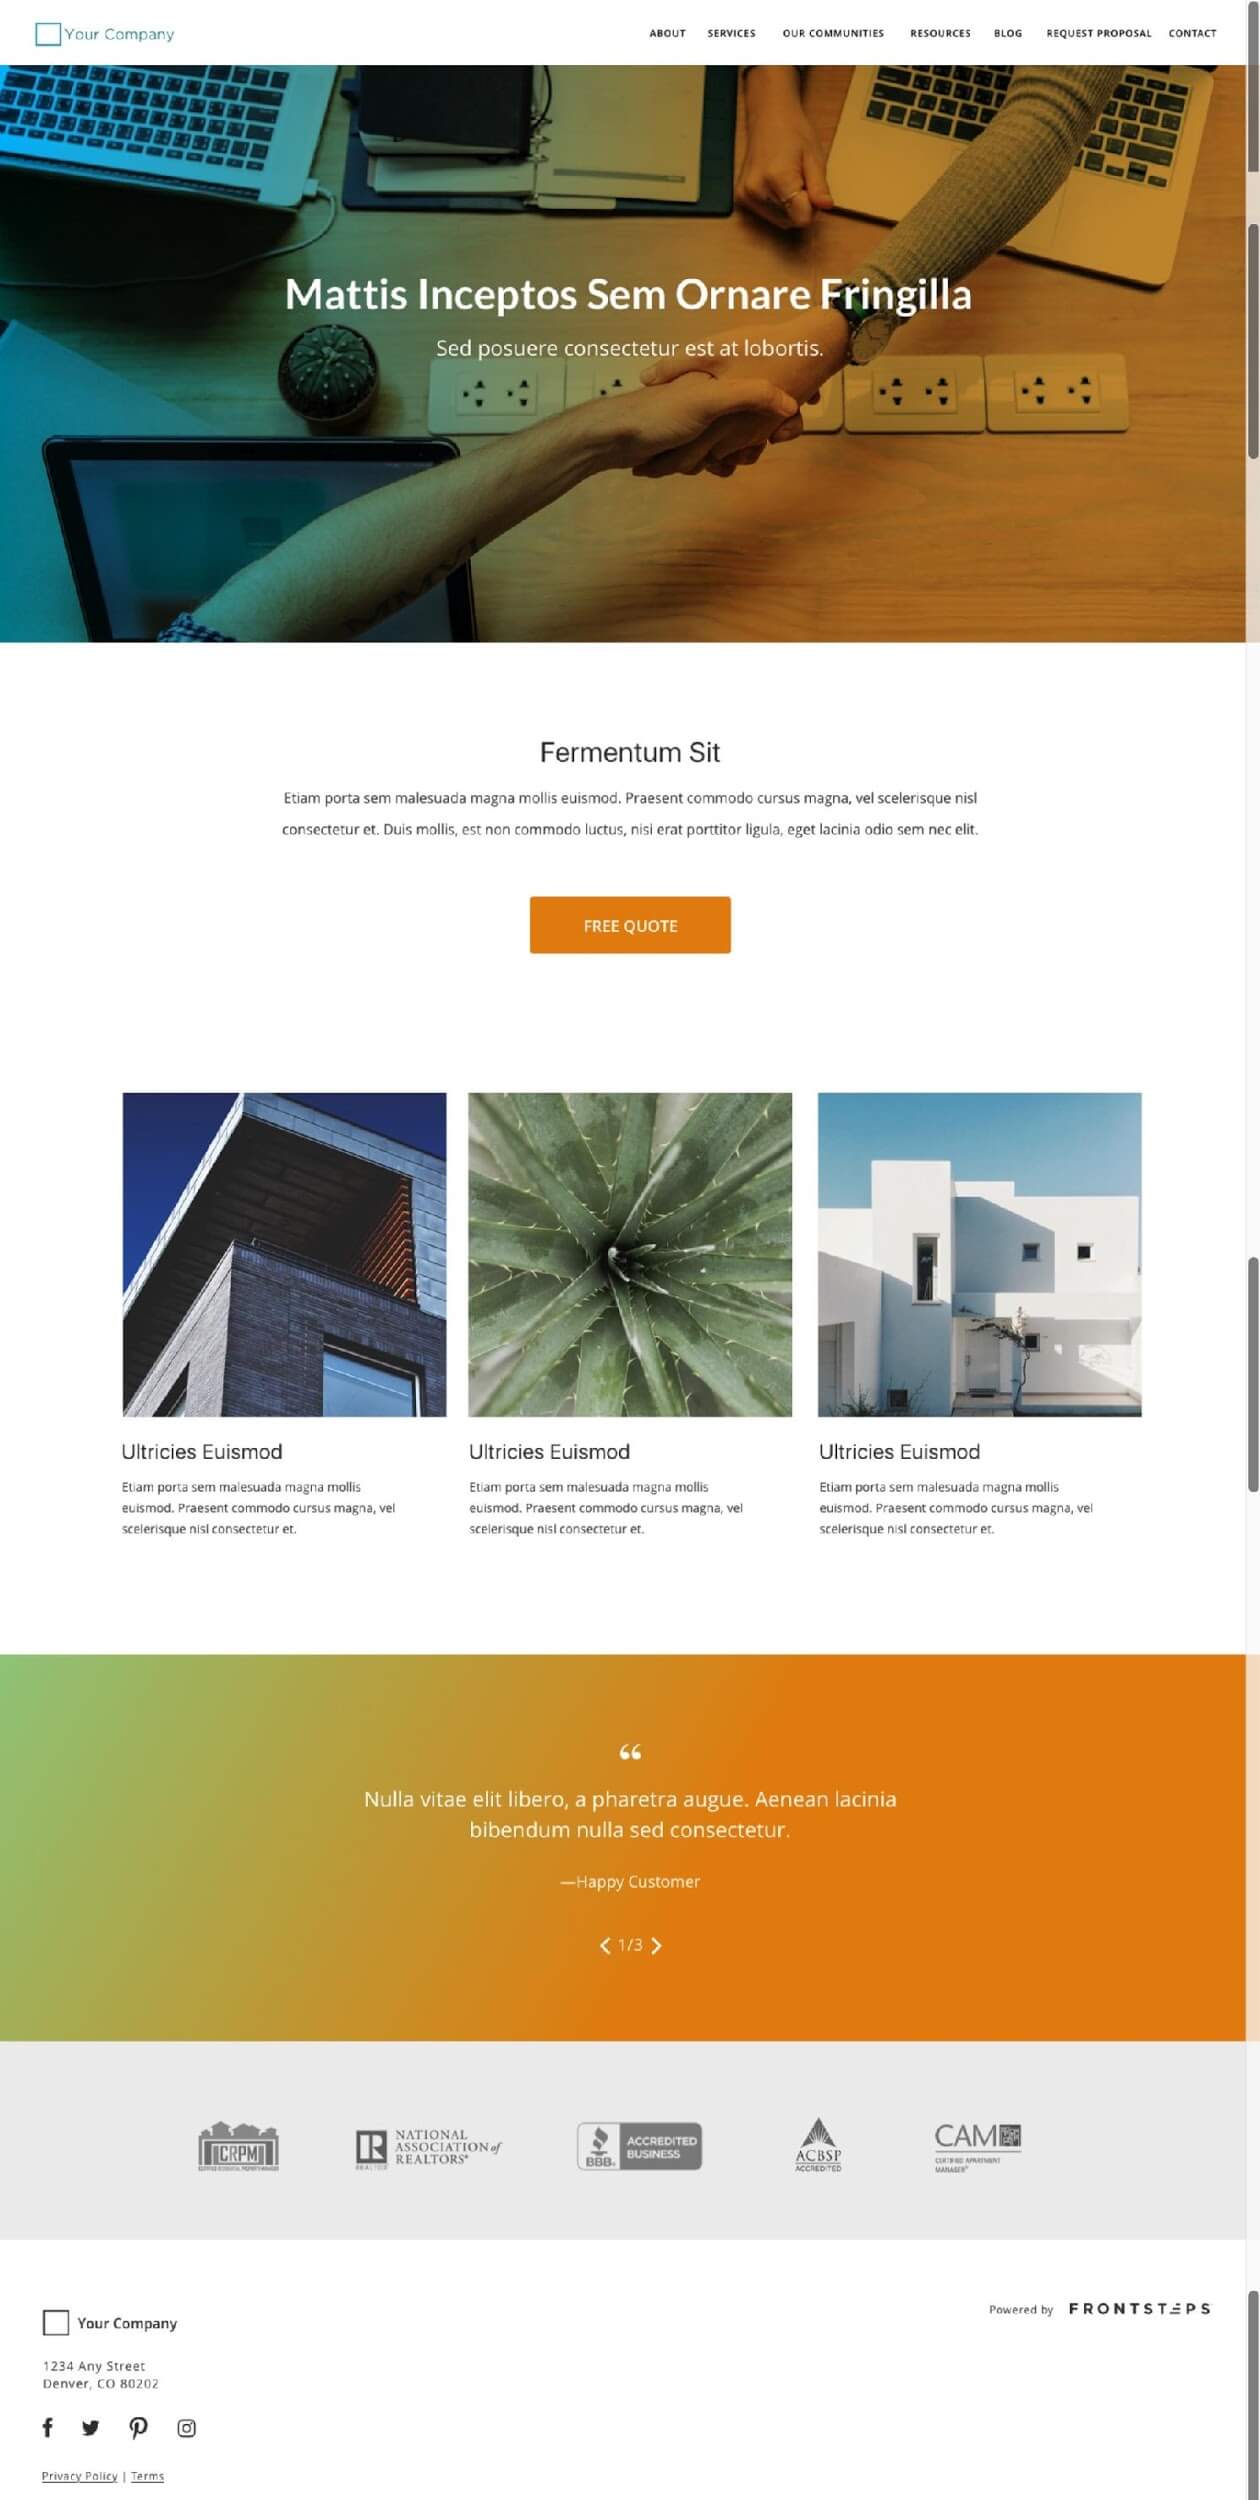 Your Company
ABOUT SERVICES OUR COMMUNITIES RESOURCES BLOG REQUEST PROPOSAL CONTACT
Mattis Inceptos Sem Ornare Fringilla
Sed posuere consectetur est at lobortis.
Fermentum Sit
Etiam porta sem malesuada magna mollis euismod. Praesent commodo cursus magna, vel scelerisque nisl
consectetur et. Duis mollis, est non commodo luctus, nisi erat porttitor ligula, eget lacinia odio sem nec elit.
FREE QUOTE
Ultricies Euismod
Etiam porta sem malesuada magna mollis
euismod. Praesent commodo cursus magna, vel
scelerisque nisl consectetur et.
Ultricies Euismod
Etiam porta sem malesuada magna mollis
euismod. Praesent commodo cursus magna, vel
scelerisque nisl consectetur et.
Ultricies Euismod
Etiam porta sem malesuada magna mollis
euismod. Praesent commodo cursus magna, vel
scelerisque nisl consectetur et.
“
Nulla vitae elit libero, a pharetra augue. Aenean lacinia
bibendum nulla sed consectetur.
—Happy Customer
1/3
CRPM
R
REALTOR
NATIONAL
ASSOCIATION of
REALTORS®
BBB.
ACCREDITED
BUSINESS
ACBSP
ACCREDITED
CAM
CERTIFIED APARTMENT
MANAGER®
Powered by FRONTSTEPS
Your Company
1234 Any Street
Denver, CO 80202
Privacy Policy | Terms